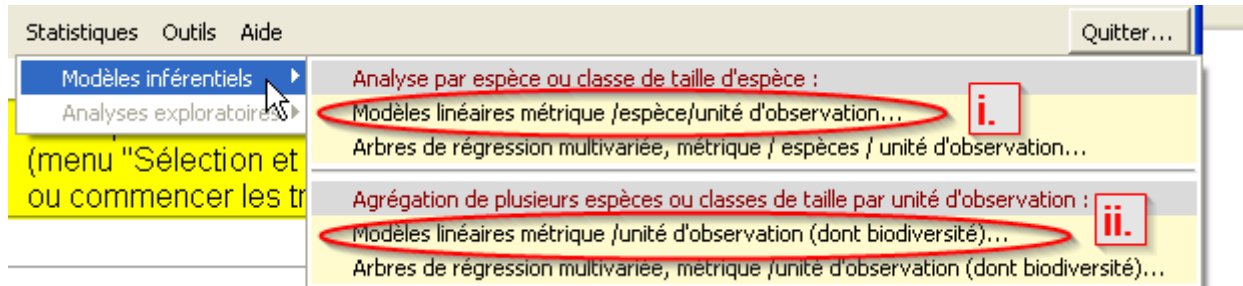 Statistiques Outils Aide Quitter...
Modèles inférentiels
Analyses exploratoires
Analyse par espèce ou classe de taille d'espèce :
Modèles linéaires métrique /espèce/unité d'observation...
i.
Arbres de régression multivariée, métrique / espèces / unité d'observation...
(menu "Sélection et
ou commencer les tr
Agrégation de plusieurs espèces ou classes de taille par unité d'observation :
Modèles linéaires métrique /unité d'observation (dont biodiversité)...
ii.
Arbres de régression multivariée, métrique /unité d'observation (dont biodiversité)...